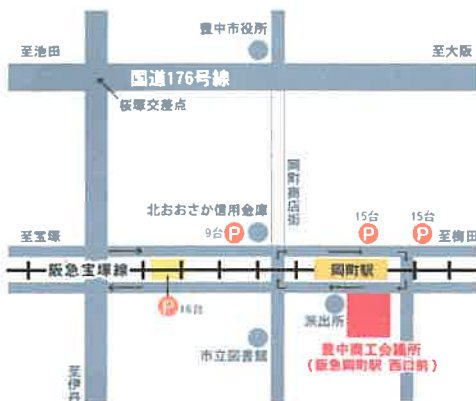 豊中市役所
至池田
至大阪
国道176号線
桜塚交差点
岡町商店街
北おおさか信用金庫
9台
P
15台
P
15台
P
至宝塚
至梅田
阪急宝塚線
岡町駅
P
16台
派出所
市立図書館
豊中商工会議所
(阪急岡町駅 西口前)
至伊丹